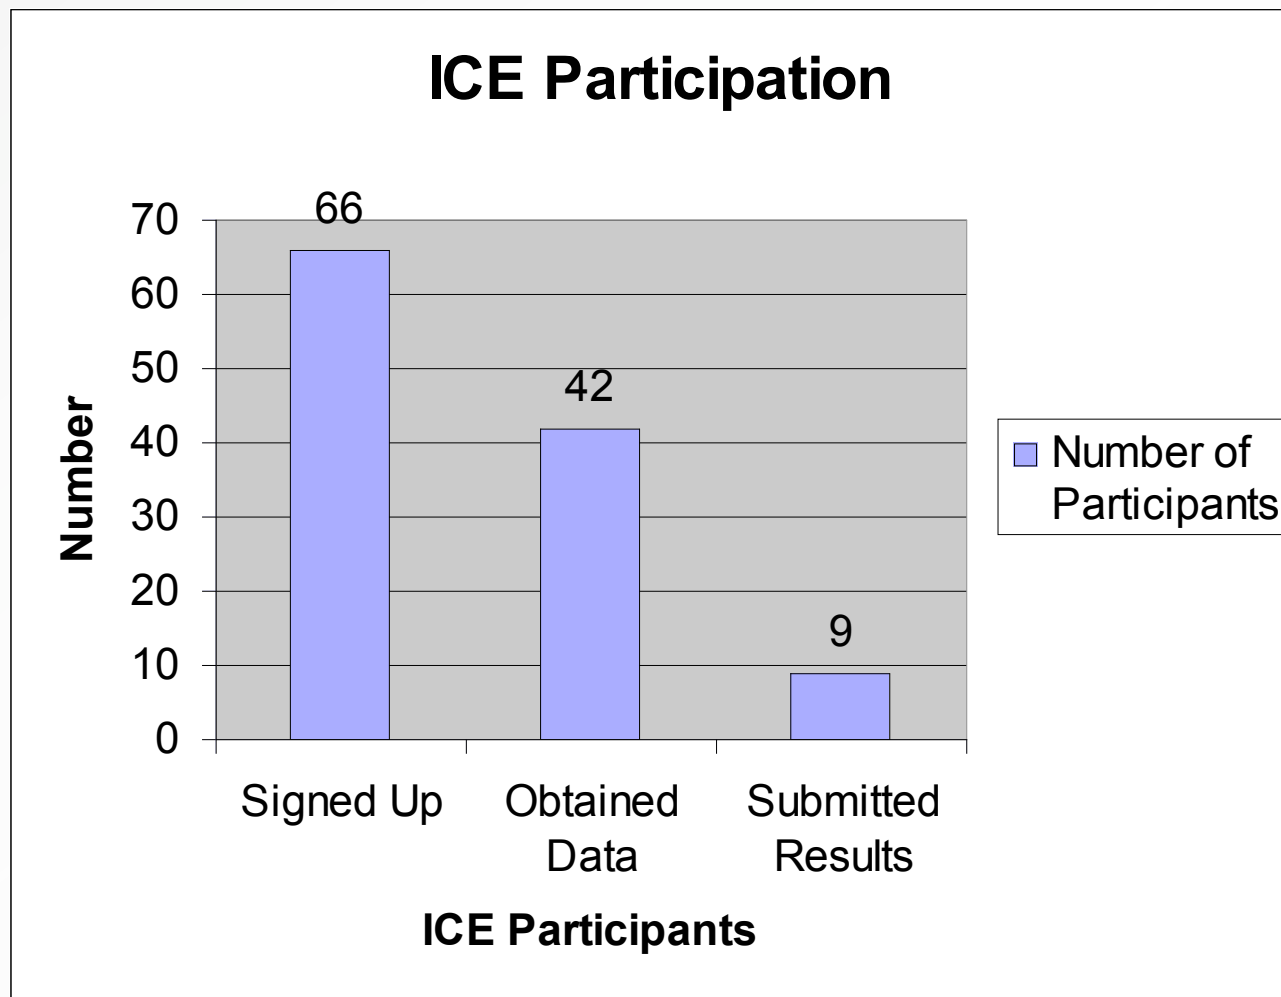 ICE Participation
66
70
60
50
42
40
30
20
9
10
0
Number
Number of
Participants
Signed Up
Obtained
Data
Submitted
Results
ICE Participants